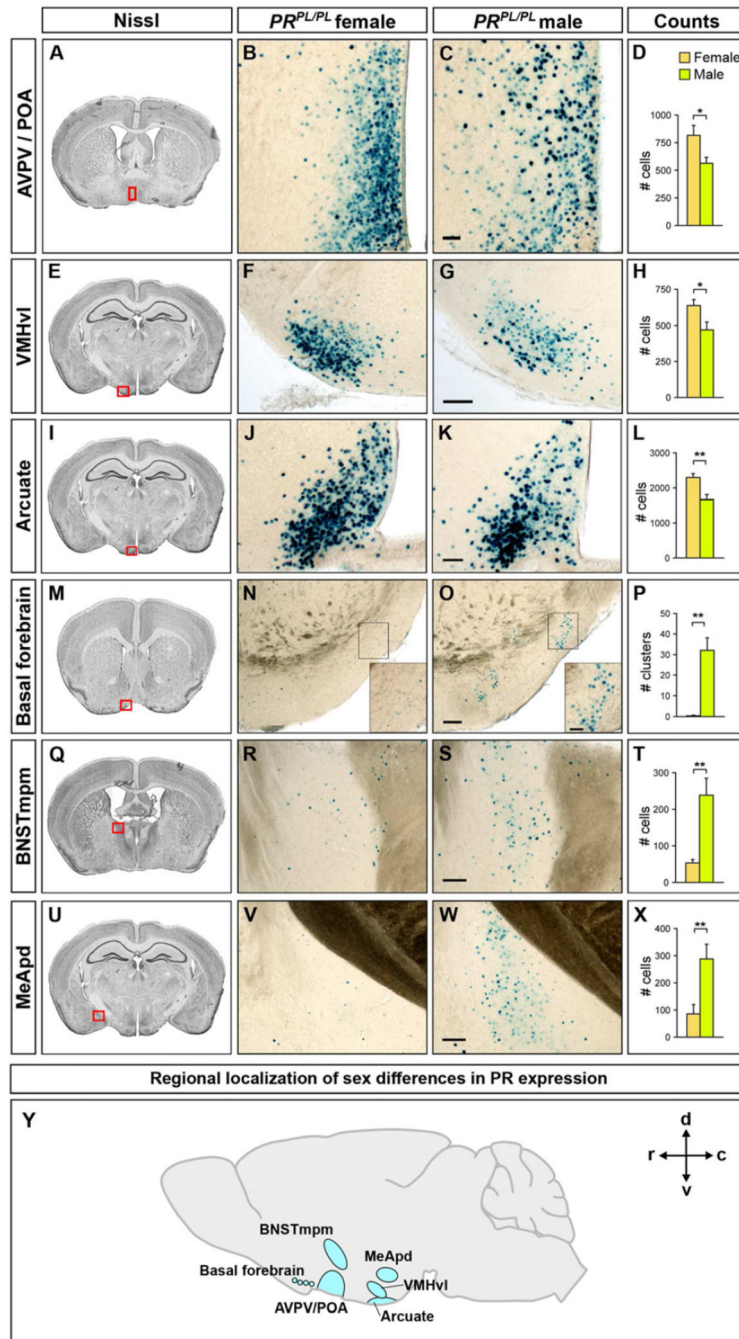 Nissl
PR^PL/PL female
PR^PL/PL male
Counts
AVPV / POA
A
B
C
D
Female
Male
# cells
1000
750
500
250
0
*
VMHvl
E
F
G
H
# cells
750
500
250
0
*
Arcuate
I
J
K
L
# cells
3000
2000
1000
0
**
Basal forebrain
M
N
O
P
# clusters
50
40
30
20
10
0
**
BNSTmpm
Q
R
S
T
# cells
300
200
100
0
**
MeApd
U
V
W
X
# cells
400
300
200
100
0
**
Regional localization of sex differences in PR expression
Y
d
r
c
v
BNSTmpm
MeApd
Basal forebrain
VMHvl
AVPV/POA
Arcuate